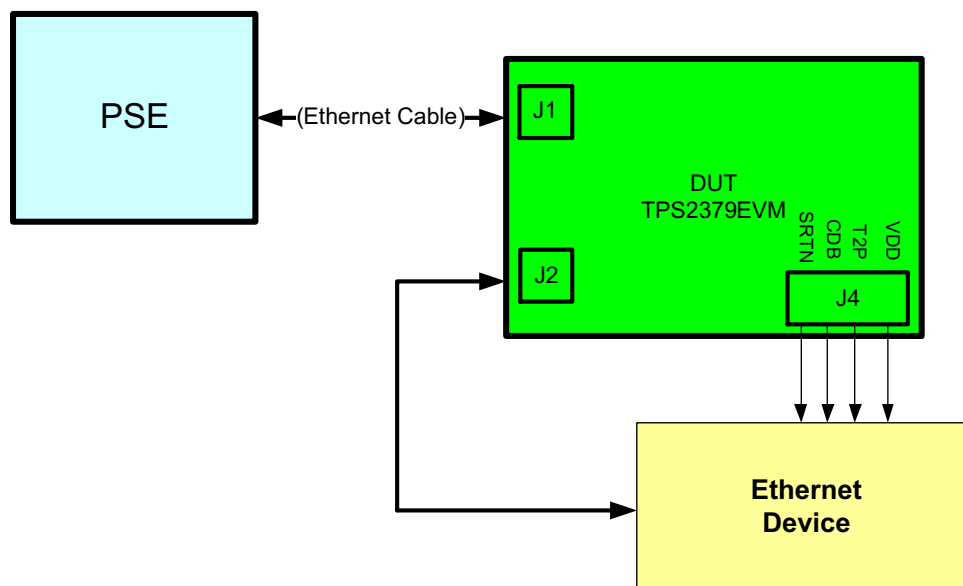 PSE
(Ethernet Cable)
J1
DUT
TPS2379EVM
SRTN
CDB
T2P
VDD
J2
J4
Ethernet
Device